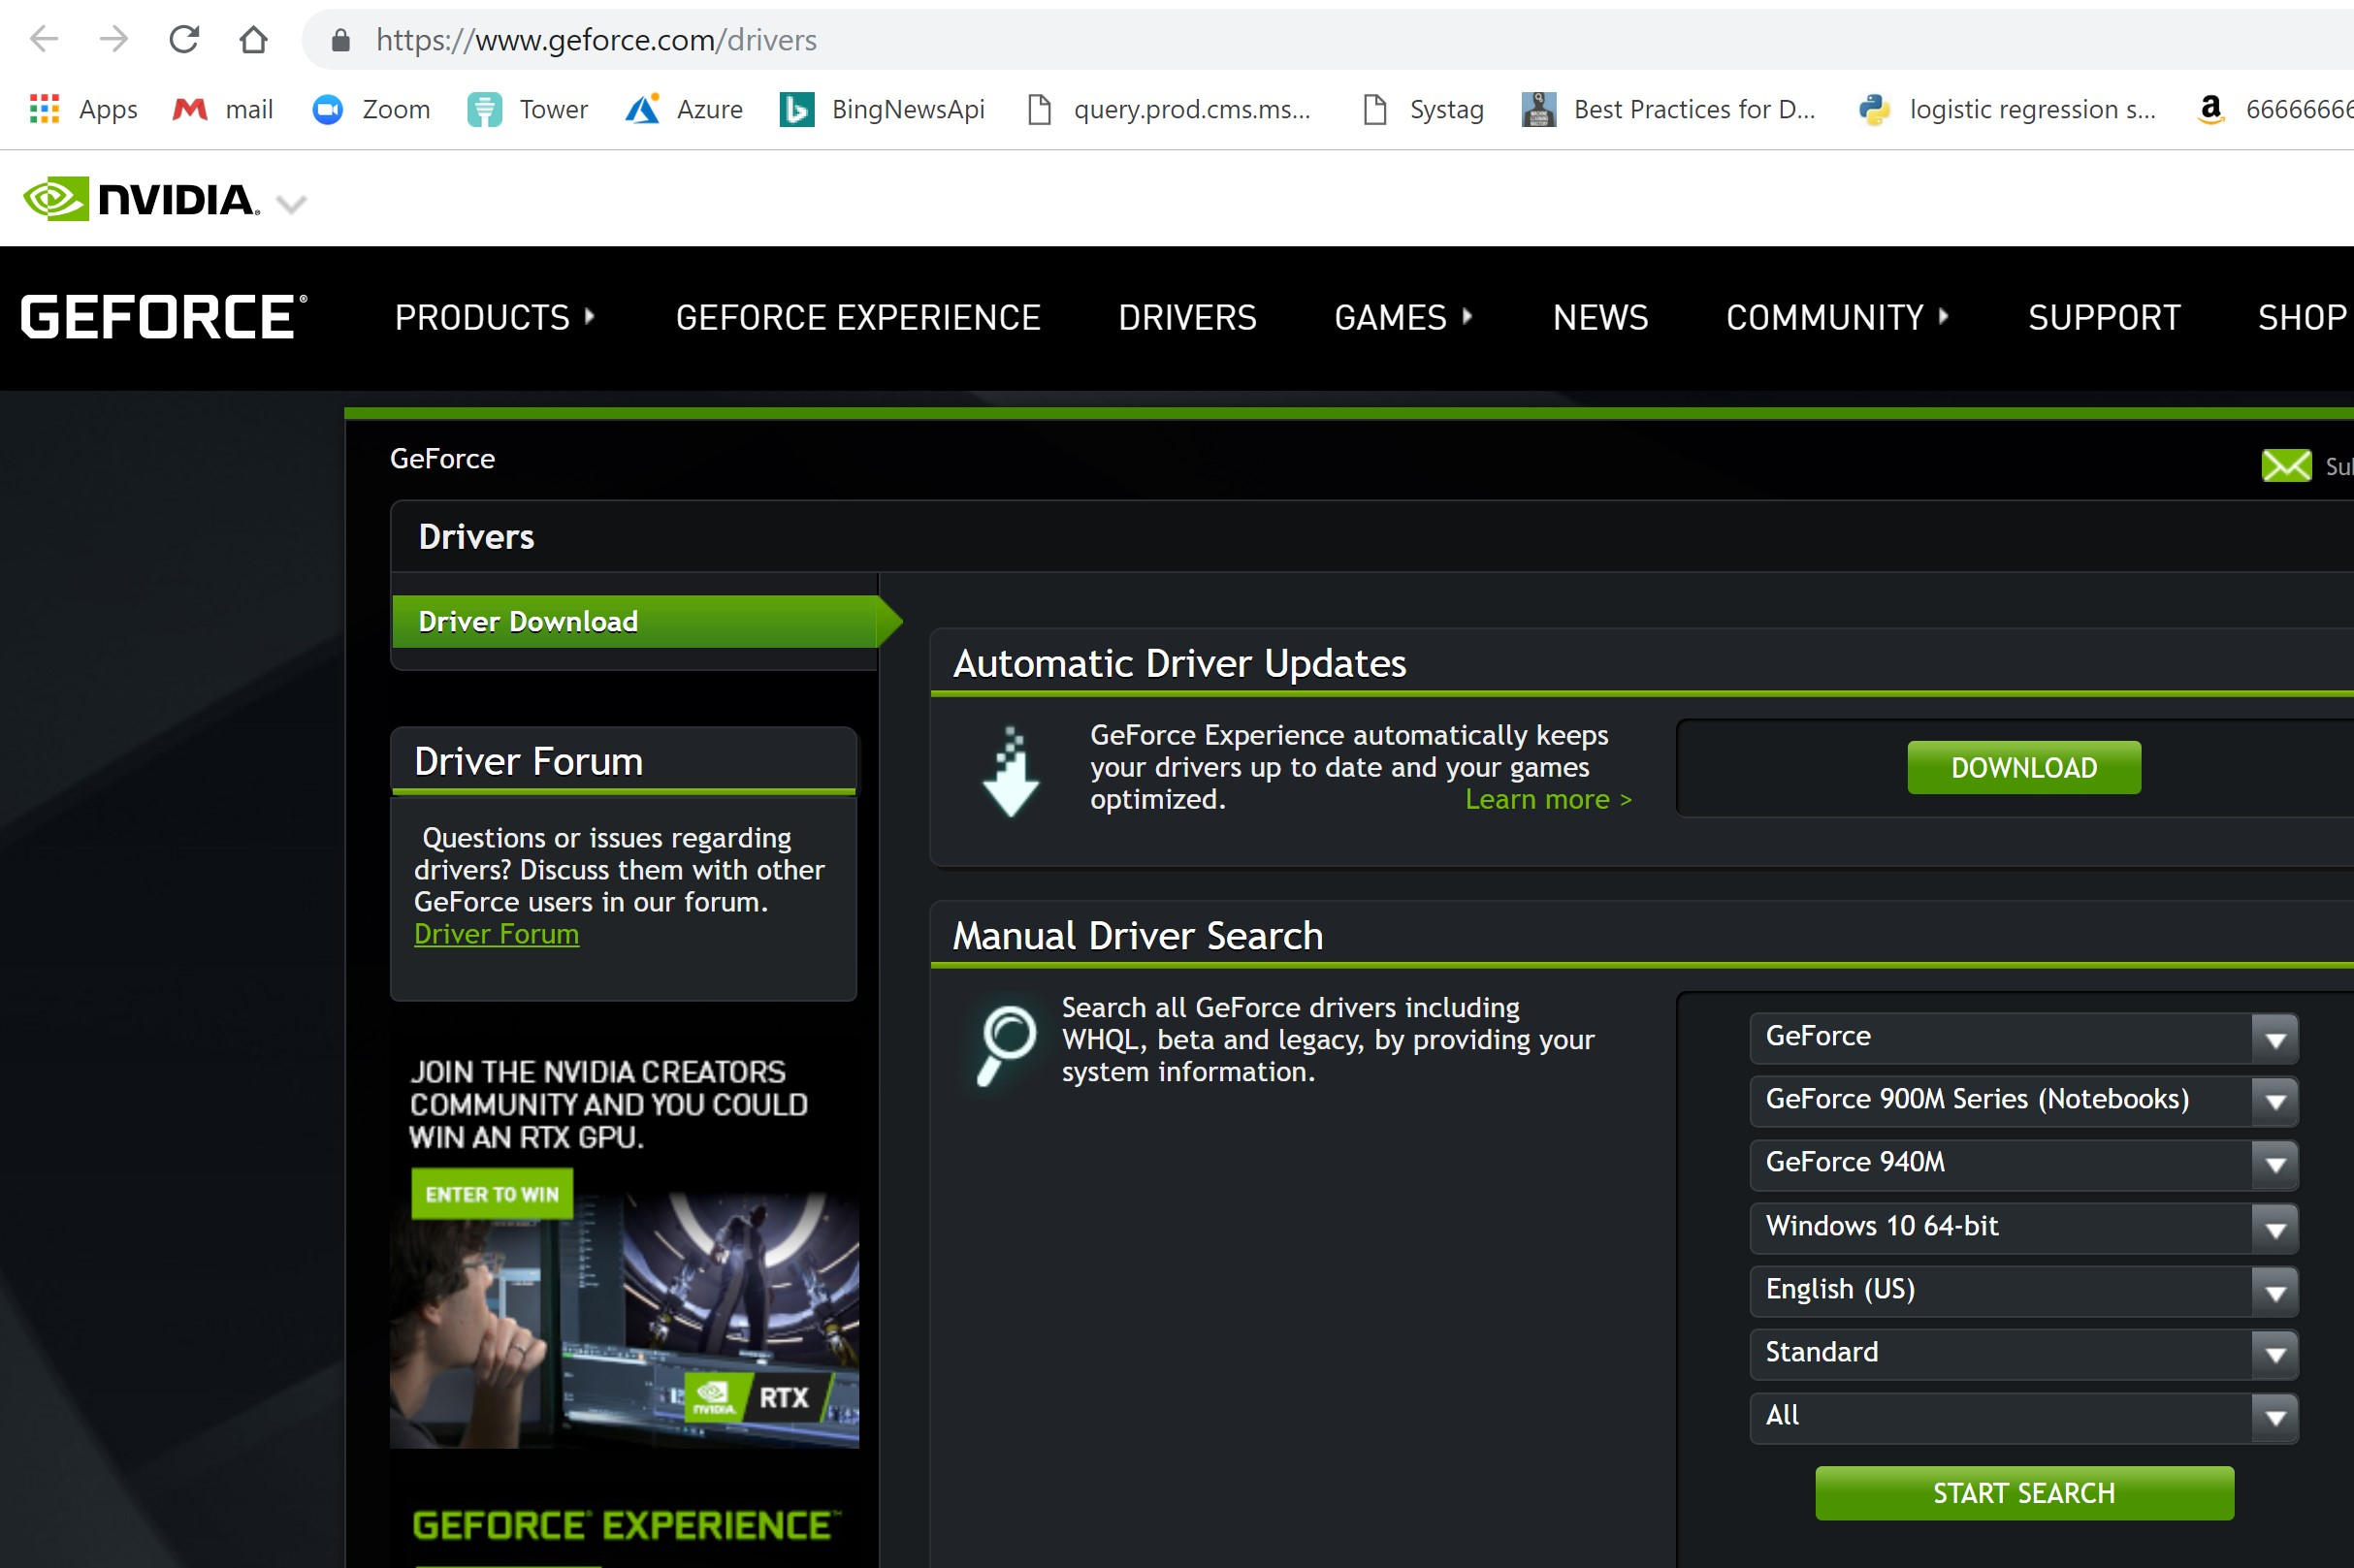 https://www.geforce.com/drivers
Apps mail Zoom Tower Azure BingNewsApi query.prod.cms.ms... Systag Best Practices for D... logistic regression s... a 66666666
NVIDIA.
GEFORCE® PRODUCTS GEFORCE EXPERIENCE DRIVERS GAMES NEWS COMMUNITY SUPPORT SHOP
GeForce
Drivers
Driver Download
Driver Forum
Questions or issues regarding
drivers? Discuss them with other
GeForce users in our forum.
Driver Forum
JOIN THE NVIDIA CREATORS
COMMUNITY AND YOU COULD
WIN AN RTX GPU.
ENTER TO WIN
NVIDIA. RTX
GEFORCE® EXPERIENCE™
Automatic Driver Updates
GeForce Experience automatically keeps
your drivers up to date and your games
optimized. Learn more >
DOWNLOAD
Manual Driver Search
Search all GeForce drivers including
WHQL, beta and legacy, by providing your
system information.
GeForce
GeForce 900M Series (Notebooks)
GeForce 940M
Windows 10 64-bit
English (US)
Standard
All
START SEARCH